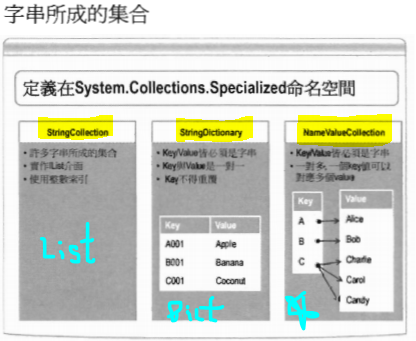 字串所成的集合
定義在System.Collections.Specialized命名空間
StringCollection
• 許多字串所成的集合
• 實作IList介面
• 使用整數索引
List
StringDictionary
• Key/Value皆必須是字串
• Key與Value是一對一
• Key不得重覆
Key Value
A001 Apple
B001 Banana
C001 Coconut
Dict
NameValueCollection
• Key/Value皆必須是字串
• 一對多,一個key值可以
對應多個value
Key Value
A Alice
B Bob
C Charlie
Carol
Candy